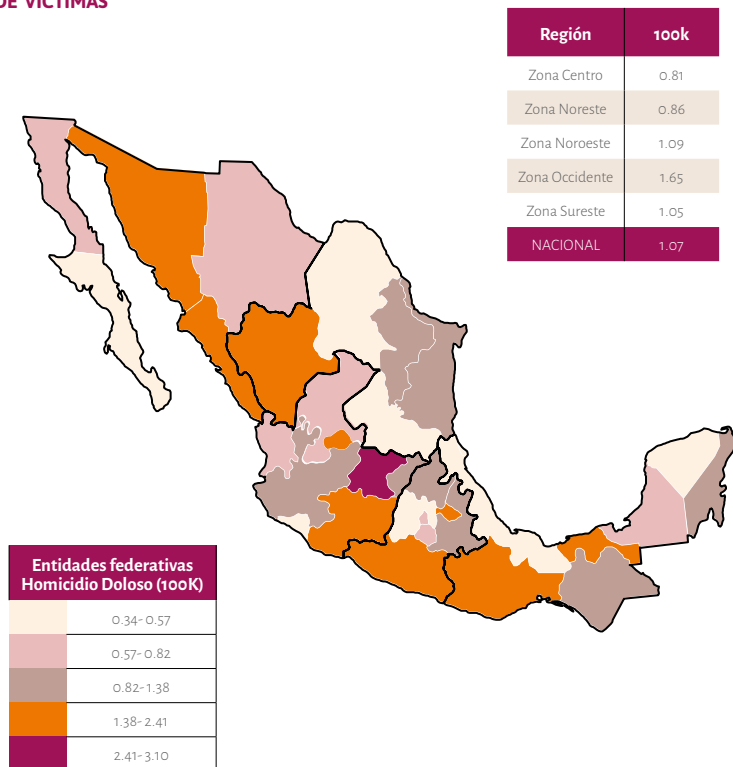 DE VÍCTIMAS
Región 100k
Zona Centro 0.81
Zona Noreste 0.86
Zona Noroeste 1.09
Zona Occidente 1.65
Zona Sureste 1.05
NACIONAL 1.07
Entidades federativas
Homicidio Doloso (100K)
0.34-0.57
0.57-0.82
0.82-1.38
1.38-2.41
2.41-3.10